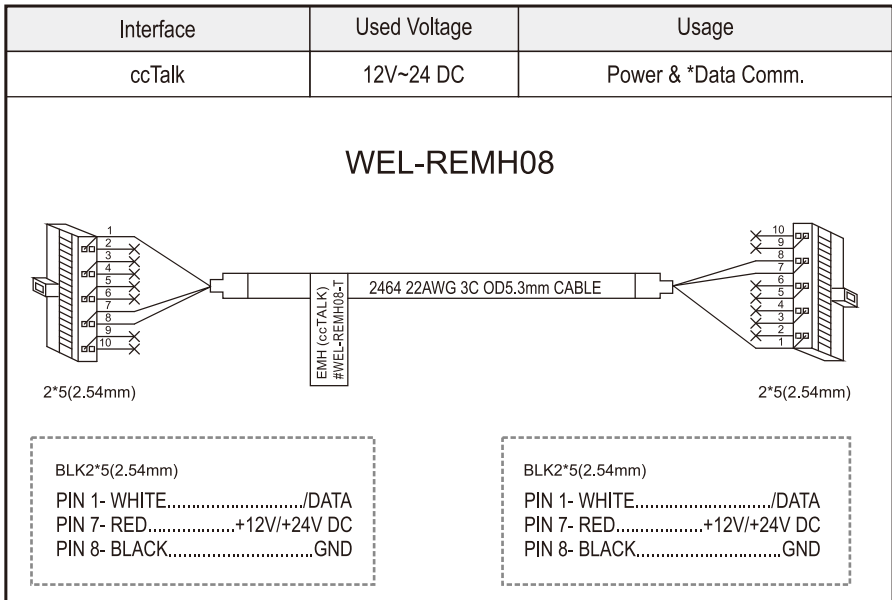 Interface Used Voltage Usage
ccTalk 12V~24 DC Power & *Data Comm.
WEL-REMH08
1
2
3
4
5
6
7
8
9
10
2*5(2.54mm)
EMH (ccTALK)
#WEL-REMH08-T
2464 22AWG 3C OD5.3mm CABLE
10
9
8
7
6
5
4
3
2
1
2*5(2.54mm)
BLK2*5(2.54mm)
PIN 1- WHITE......................../DATA
PIN 7- RED.................+12V/+24V DC
PIN 8- BLACK..........................GND
BLK2*5(2.54mm)
PIN 1- WHITE......................../DATA
PIN 7- RED.................+12V/+24V DC
PIN 8- BLACK..........................GND